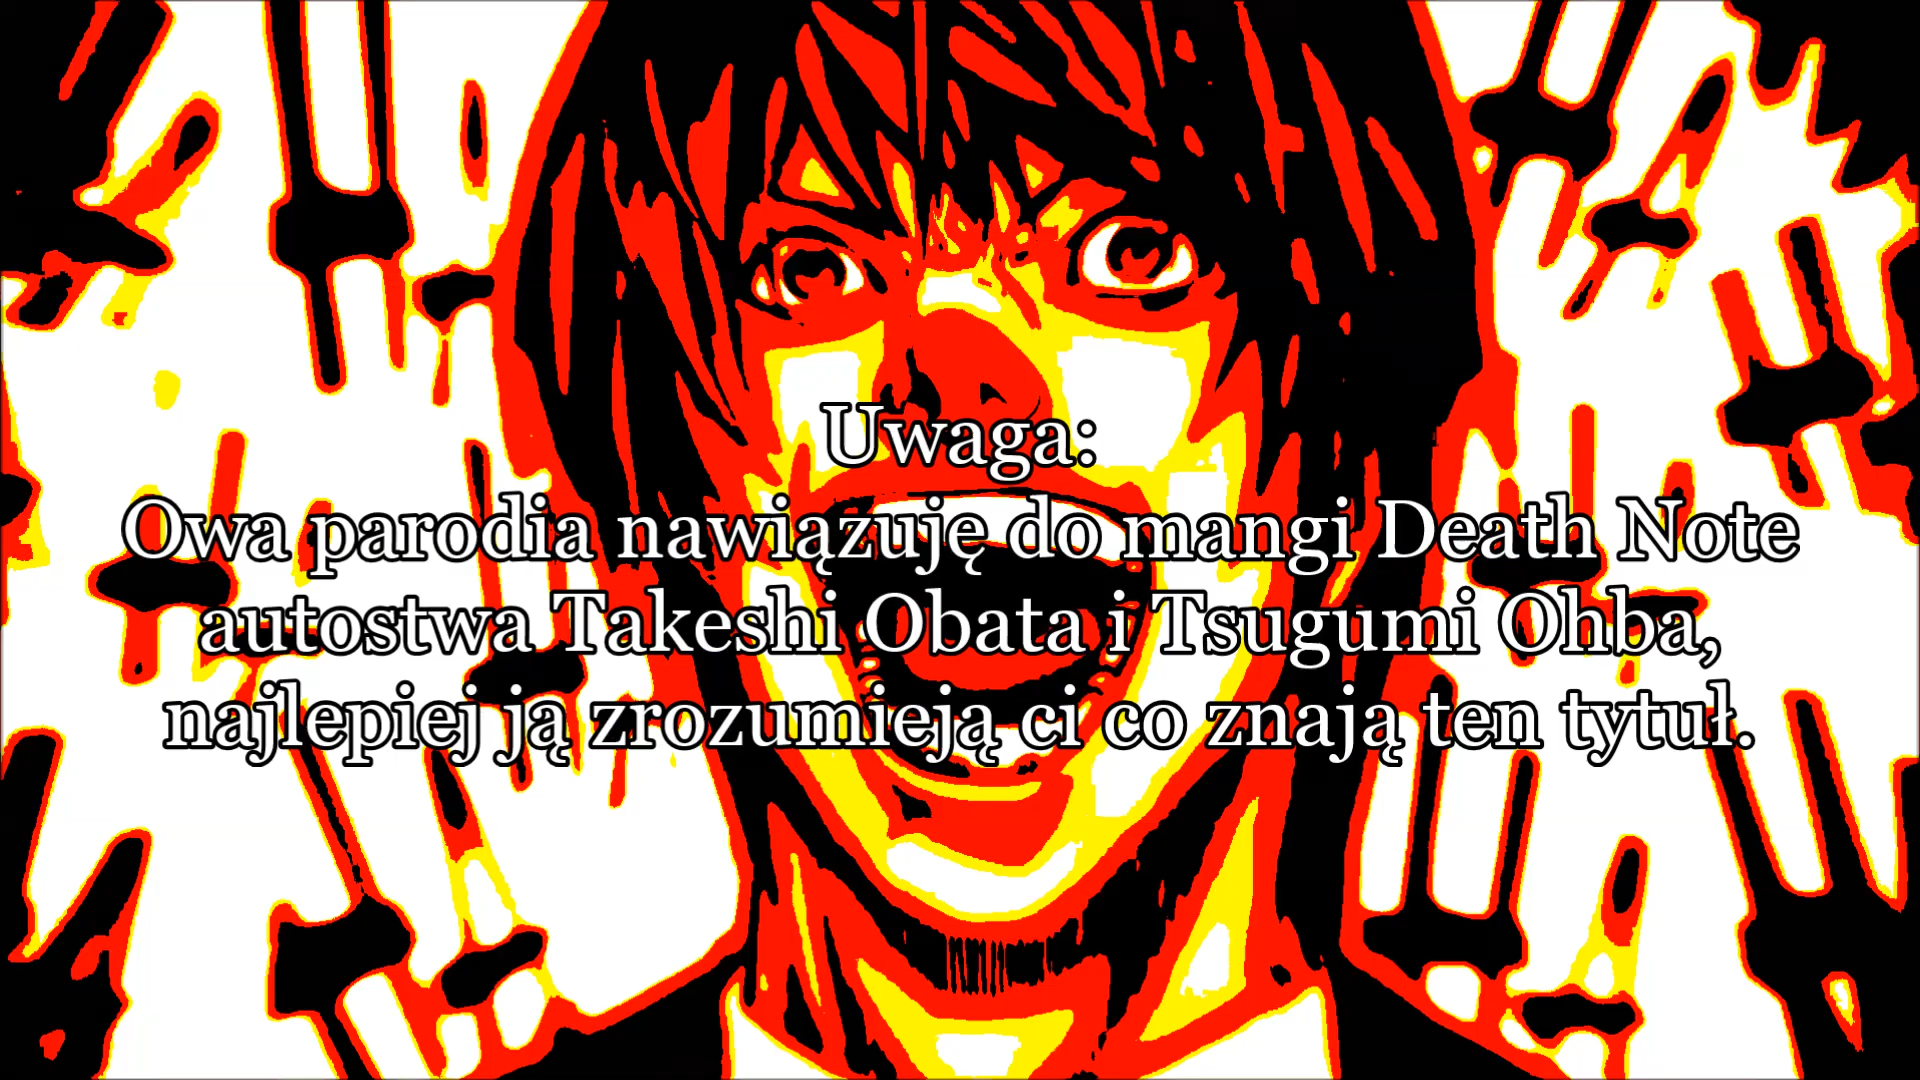 Uwaga:
Owa parodia nawiązuję do mangi Death Note
autostwa Takeshi Obata i Tsugumi Ohba,
najlepiej ją zrozumieją ci co znają ten tytuł.